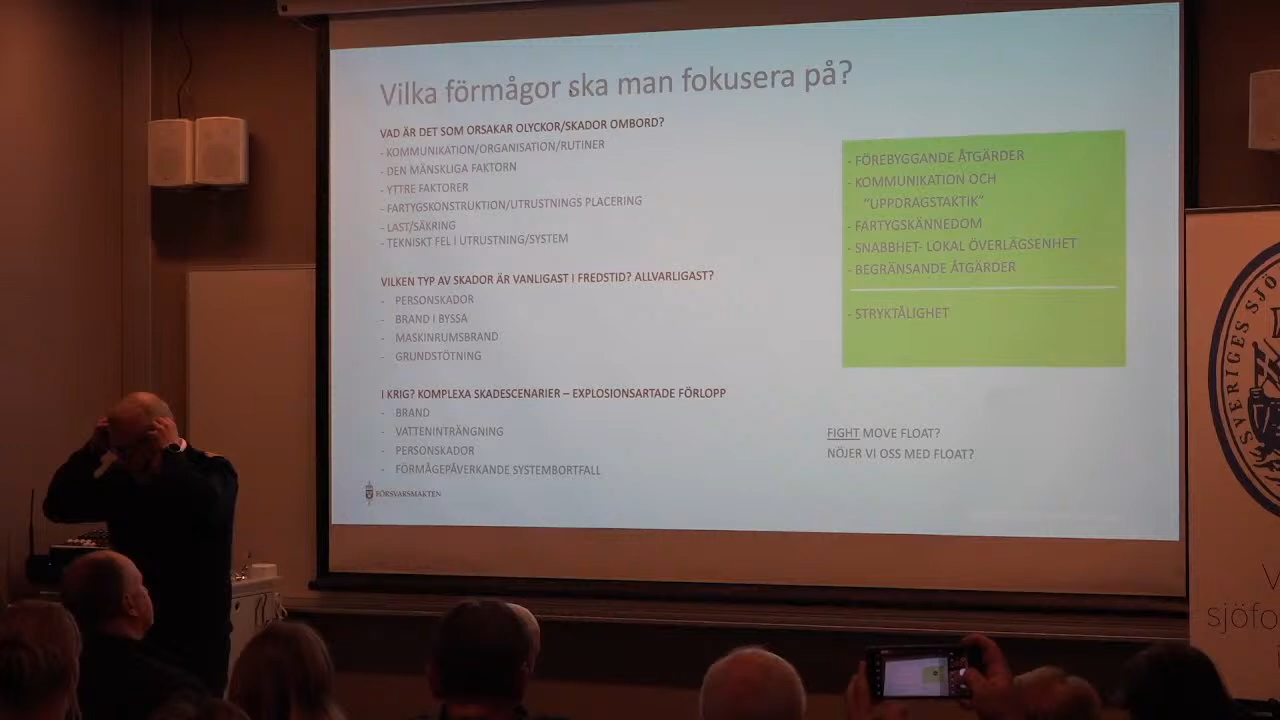 Vilka förmågor ska man fokusera på?
VAD ÄR DET SOM ORSAKAR OLYCKOR/SKADOR OMBORD?
- KOMMUNIKATION/ORGANISATION/RUTINER
- DEN MÄNSKLIGA FAKTORN
- YTTRE FAKTORER
- FARTYGSKONSTRUKTION/UTRUSTNINGS PLACERING
- LAST/SÄKRING
- TEKNISKT FEL I UTRUSTNING/SYSTEM
VILKEN TYP AV SKADOR ÄR VANLIGAST I FREDSTID? ALLVARLIGAST?
- PERSONSKADOR
- BRAND I BYSSA
- MASKINRUMSBRAND
- GRUNDSTÖTNING
I KRIG? KOMPLEXA SKADESCENARIER – EXPLOSIONSARTADE FÖRLOPP
- BRAND
- VATTENINTRÄNGNING
- PERSONSKADOR
- FÖRMÅGEPÅVERKANDE SYSTEMBORTFALL
FÖRSVARSMAKTEN
- FÖREBYGGANDE ÅTGÄRDER
- KOMMUNIKATION OCH
"UPPDRAGSTAKTIK"
- FARTYGSKÄNNEDOM
- SNABBHET- LOKAL ÖVERLÄGSENHET
- BEGRÄNSANDE ÅTGÄRDER
- STRYKTÅLIGHET
FIGHT MOVE FLOAT?
NÖJER VI OSS MED FLOAT?
SVERIGES SJÖ
V
sjöfo